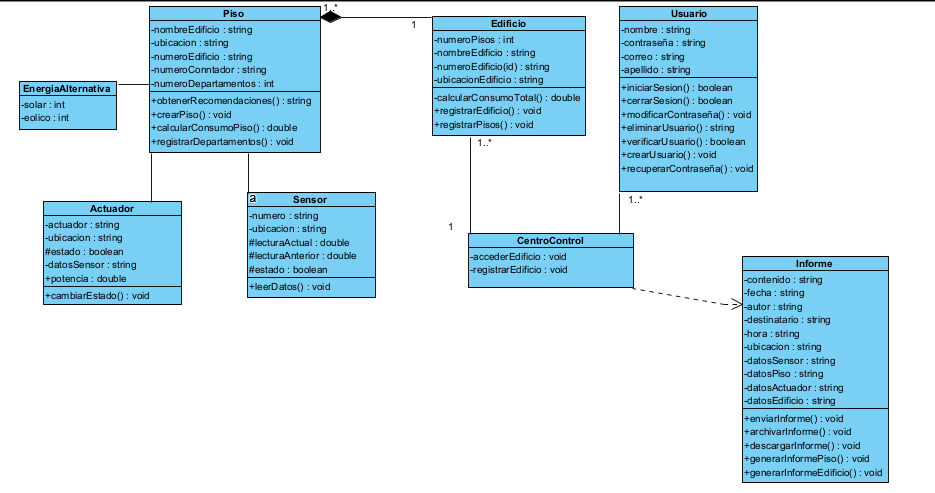 Piso
-nombreEdificio : string
-ubicacion : string
-numeroEdificio : string
-numeroConntador : string
-numeroDepartamentos : int
+obtenerRecomendaciones() : string
+crearPiso() : void
+calcularConsumoPiso() : double
+registrarDepartamentos() : void
1..*
1
Edificio
-numeroPisos : int
-nombreEdificio : string
-numeroEdificio(id) : string
-ubicacionEdificio : string
-calcularConsumoTotal() : double
+registrarEdificio() : void
+registrarPisos() : void
1..*
Usuario
-nombre : string
-contraseña : string
-correo : string
-apellido : string
+iniciarSesion() : boolean
+cerrarSesion() : boolean
+modificarContraseña() : void
+eliminarUsuario() : string
+verificarUsuario() : boolean
+crearUsuario() : void
+recuperarContraseña() : void
1..*
EnergiaAlternativa
-solar : int
-eolico : int
Actuador
-actuador : string
-ubicacion : string
#estado : boolean
-datosSensor : string
+potencia : double
+cambiarEstado() : void
a
Sensor
-numero : string
-ubicacion : string
#lecturaActual : double
#lecturaAnterior : double
#estado : boolean
+leerDatos() : void
1
CentroControl
-accederEdificio : void
-registrarEdificio : void
Informe
-contenido : string
-fecha : string
-autor : string
-destinatario : string
-hora : string
-ubicacion : string
-datosSensor : string
-datosPiso : string
-datosActuador : string
-datosEdificio : string
+enviarInforme() : void
+archivarInforme() : void
+descargarInforme() : void
+generarInformePiso() : void
+generarInformeEdificio() : void